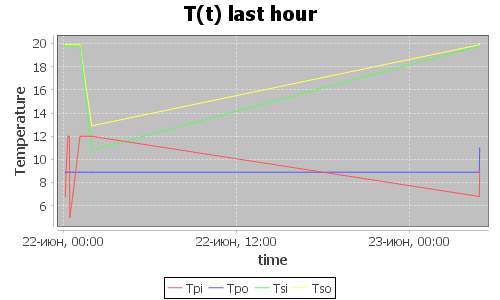 T(t) last hour
Temperature
20
18
16
14
12
10
8
6
22-июн, 00:00 22-июн, 12:00 23-июн, 00:00
time
Tpi Tpo Tsi Tso